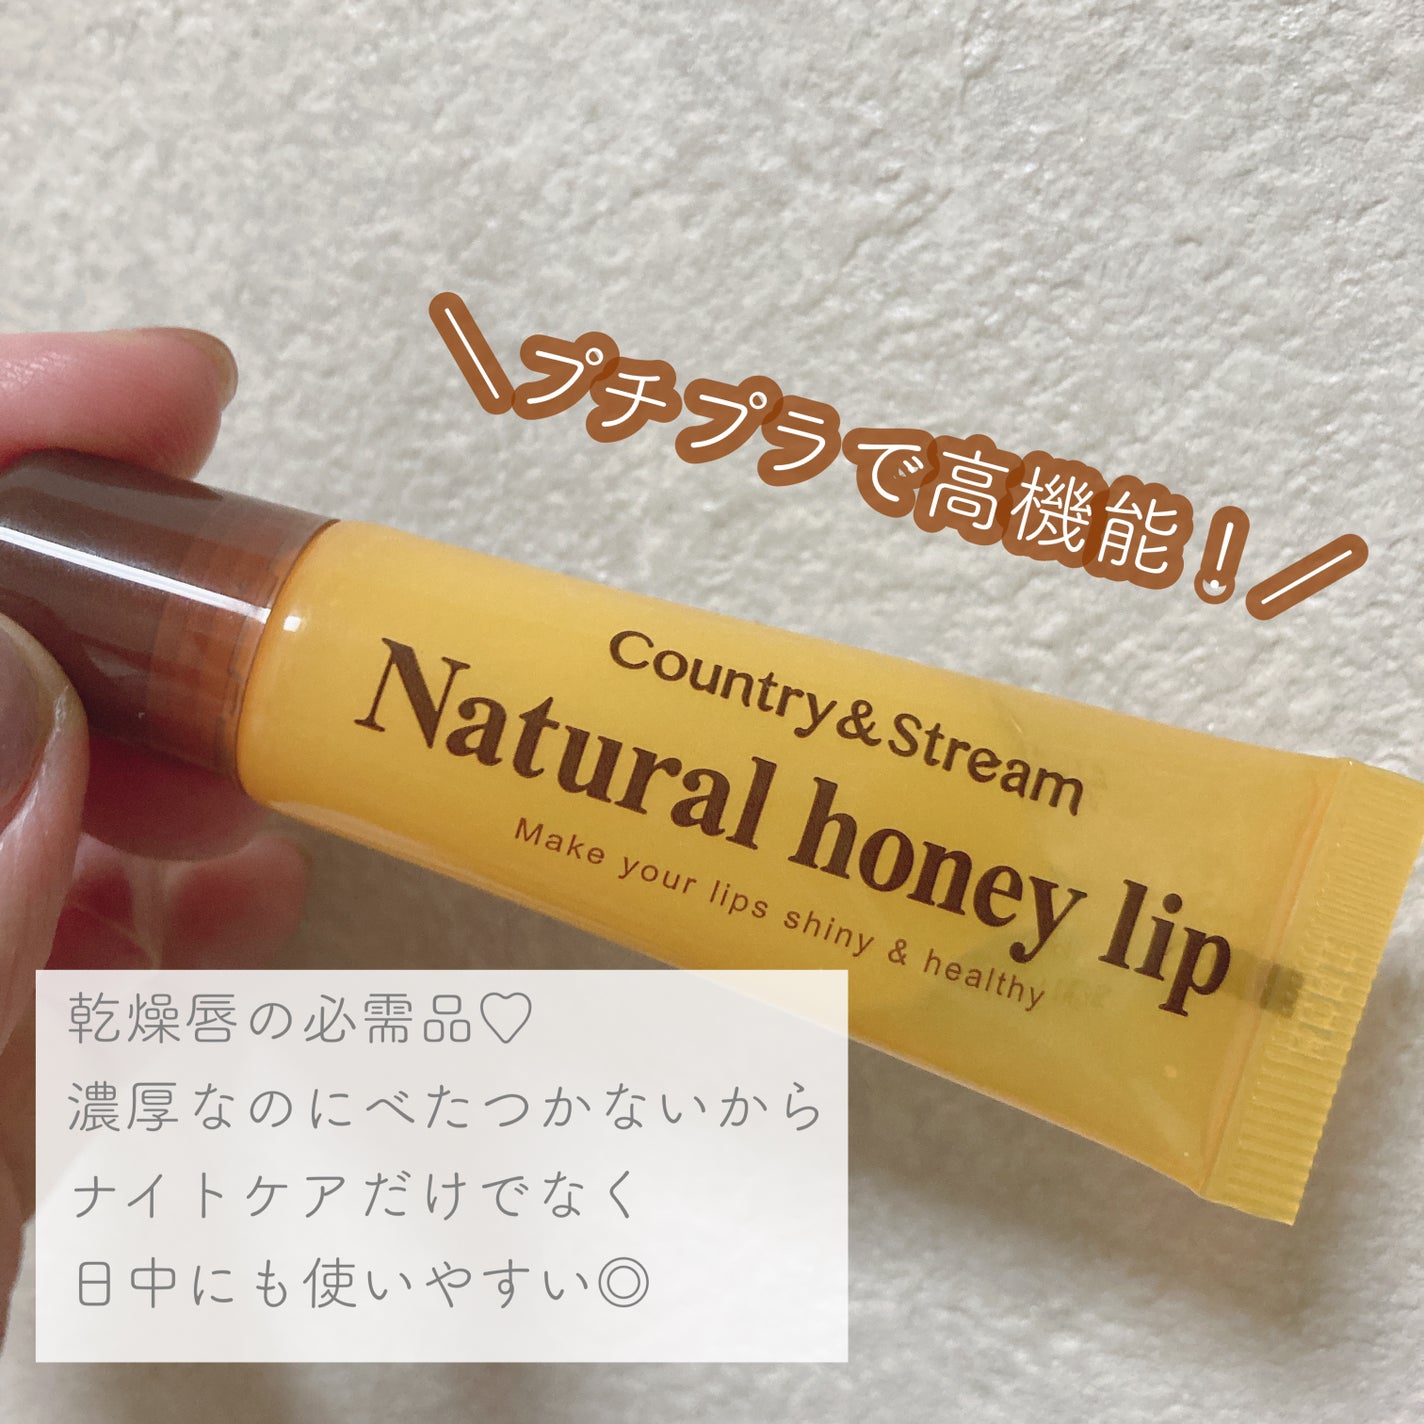 ＼プチプラで高機能！／
Country&Stream
Natural honey lip
Make your lips shiny & healthy
乾燥唇の必需品♡
濃厚なのにべたつかないから
ナイトケアだけでなく
日中にも使いやすい◎